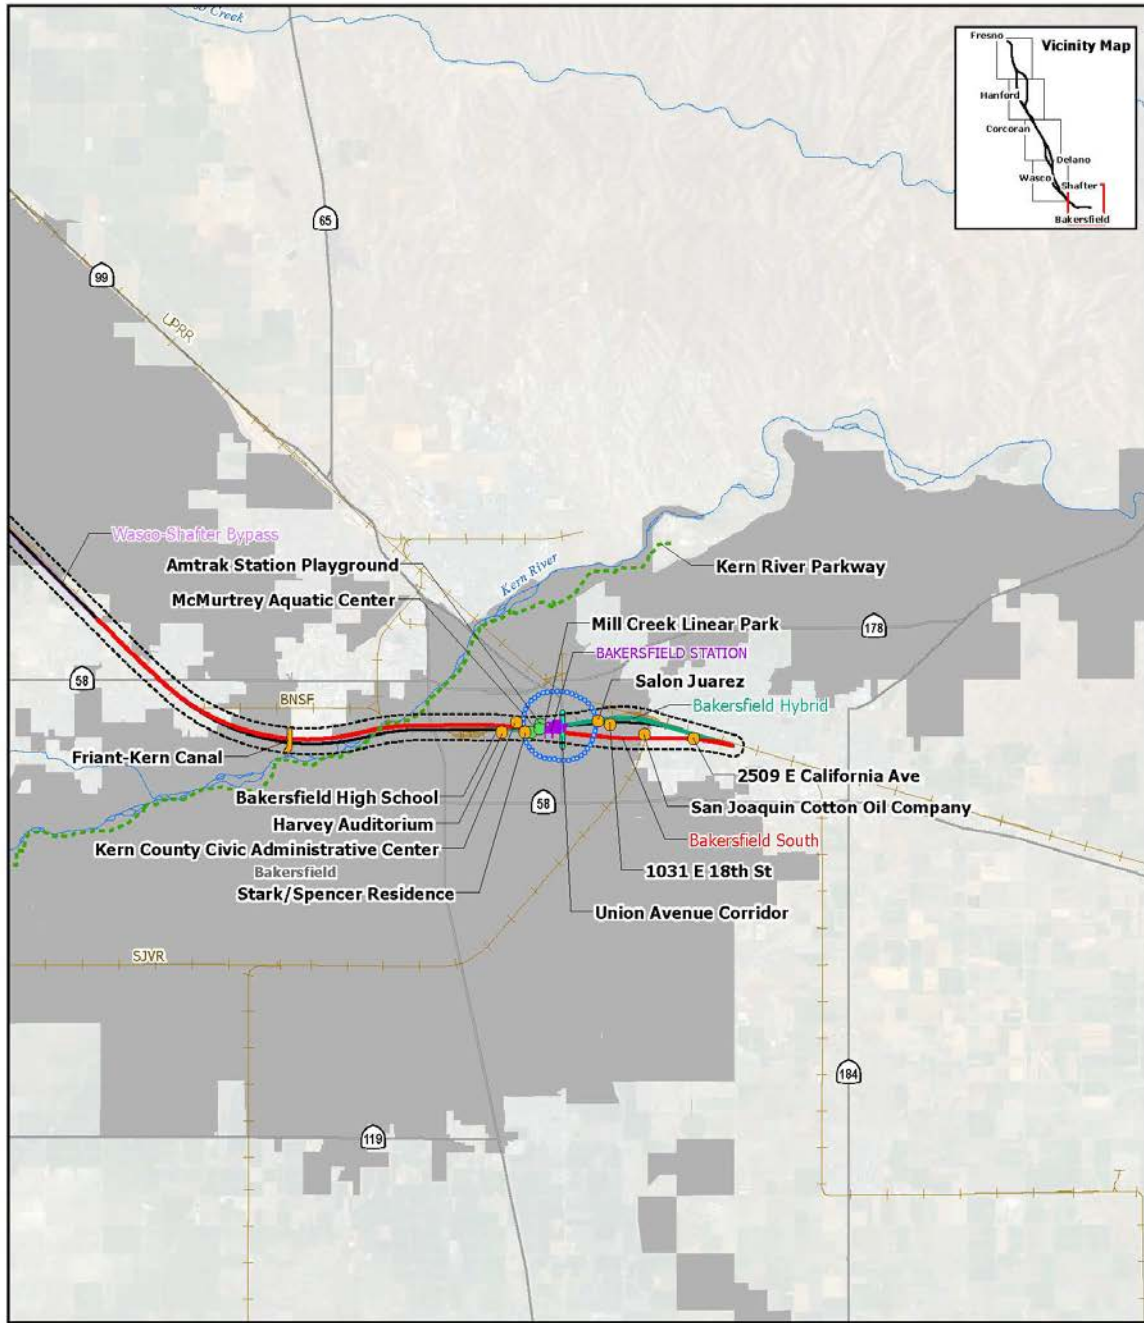 Creek
Vicinity Map
Fresno
Hanford
Corcoran
Delano
Wasco
Shafter
Bakersfield
65
99
UPRR
Wasco-Shafter Bypass
Amtrak Station Playground
Kern River
Kern River Parkway
McMurtrey Aquatic Center
Mill Creek Linear Park
178
BAKERSFIELD STATION
58
Salon Juarez
BNSF
Bakersfield Hybrid
Friant-Kern Canal
2509 E California Ave
Bakersfield High School
58
San Joaquin Cotton Oil Company
Harvey Auditorium
Bakersfield South
Kern County Civic Administrative Center
Bakersfield
1031 E 18th St
Stark/Spencer Residence
Union Avenue Corridor
SJVR
184
119